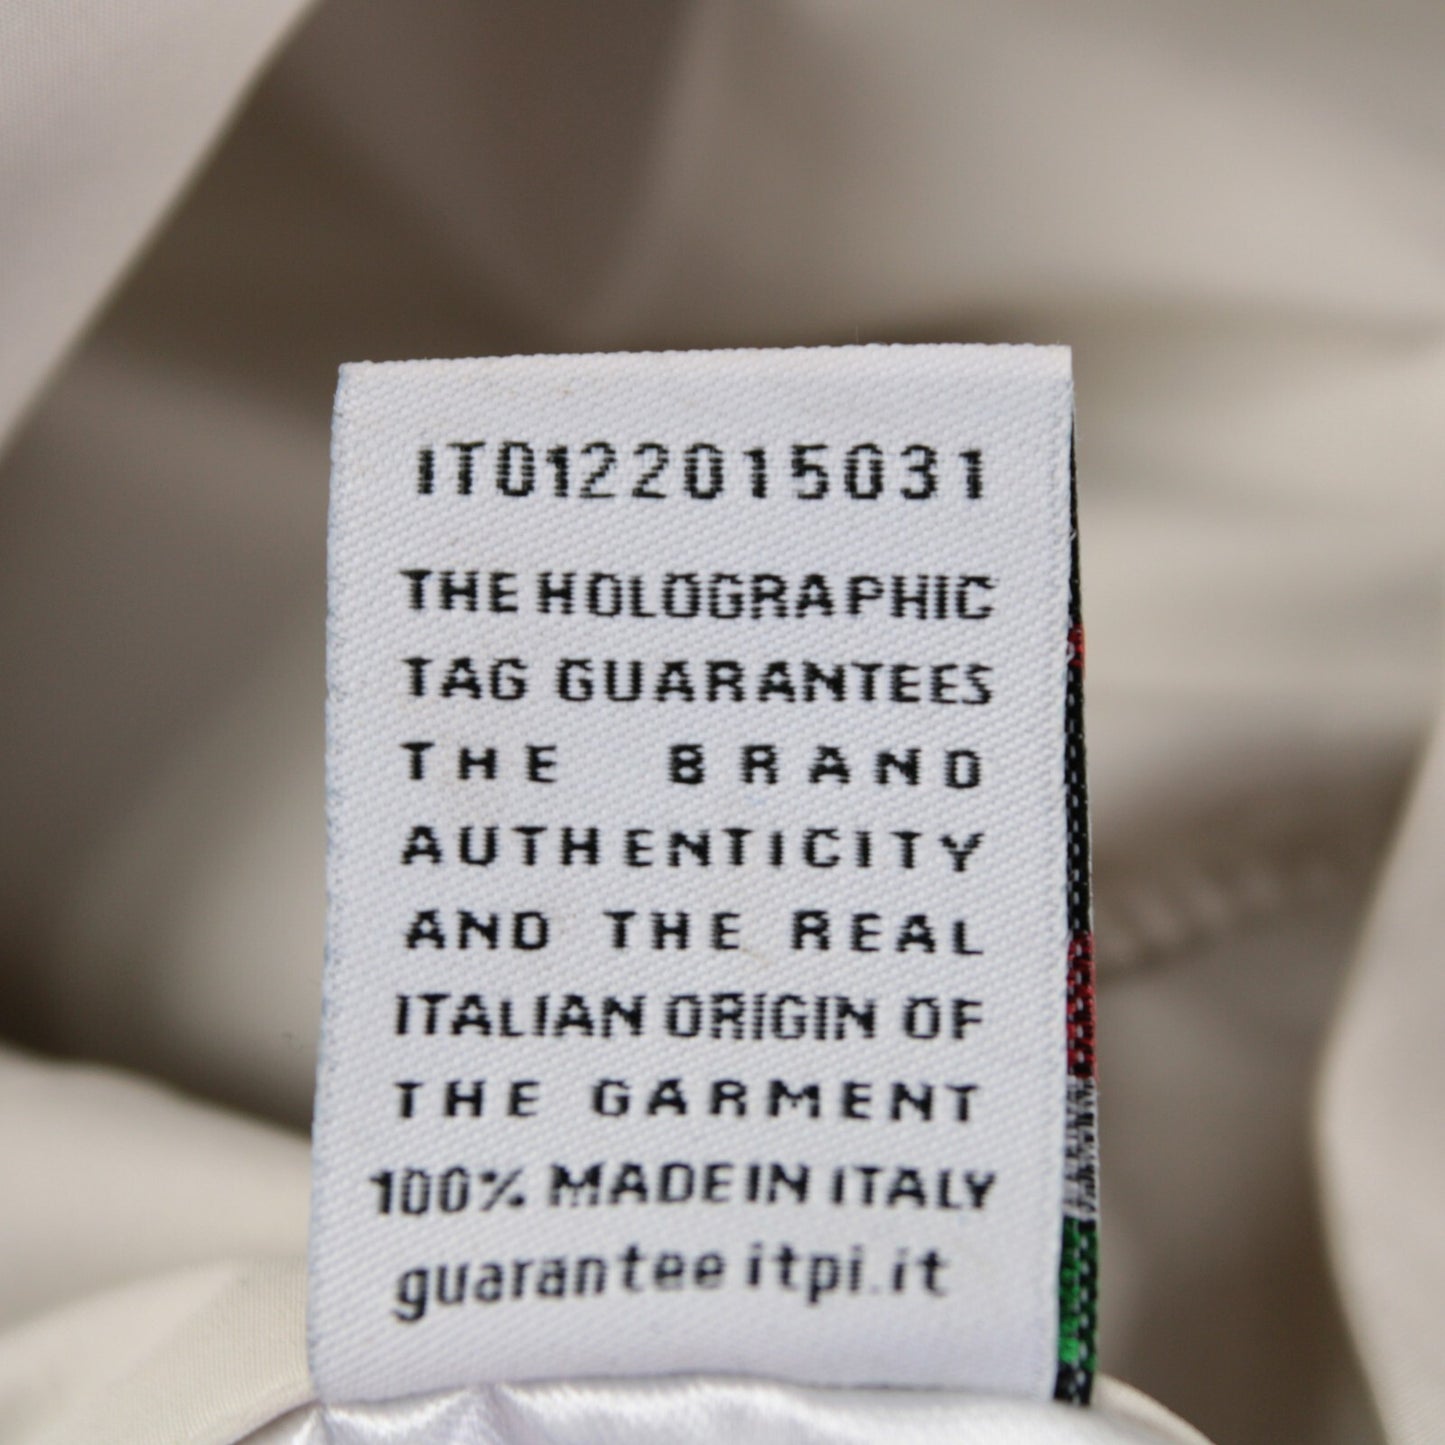 IT0122015031
THE HOLOGRAPHIC
TAG GUARANTEES
THE BRAND
AUTHENTICITY
AND THE REAL
ITALIAN ORIGIN OF
THE GARMENT
100% MADE IN ITALY
guarantee itpi.it